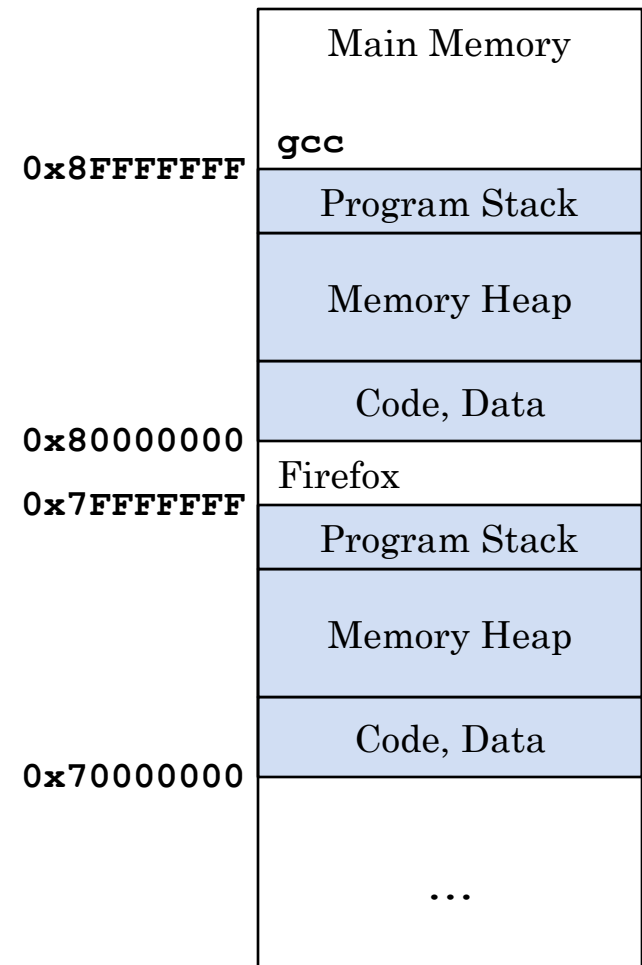 Main Memory
gcc
0x8FFFFFFF
Program Stack
Memory Heap
Code, Data
0x80000000
Firefox
0x7FFFFFFF
Program Stack
Memory Heap
Code, Data
0x70000000
...